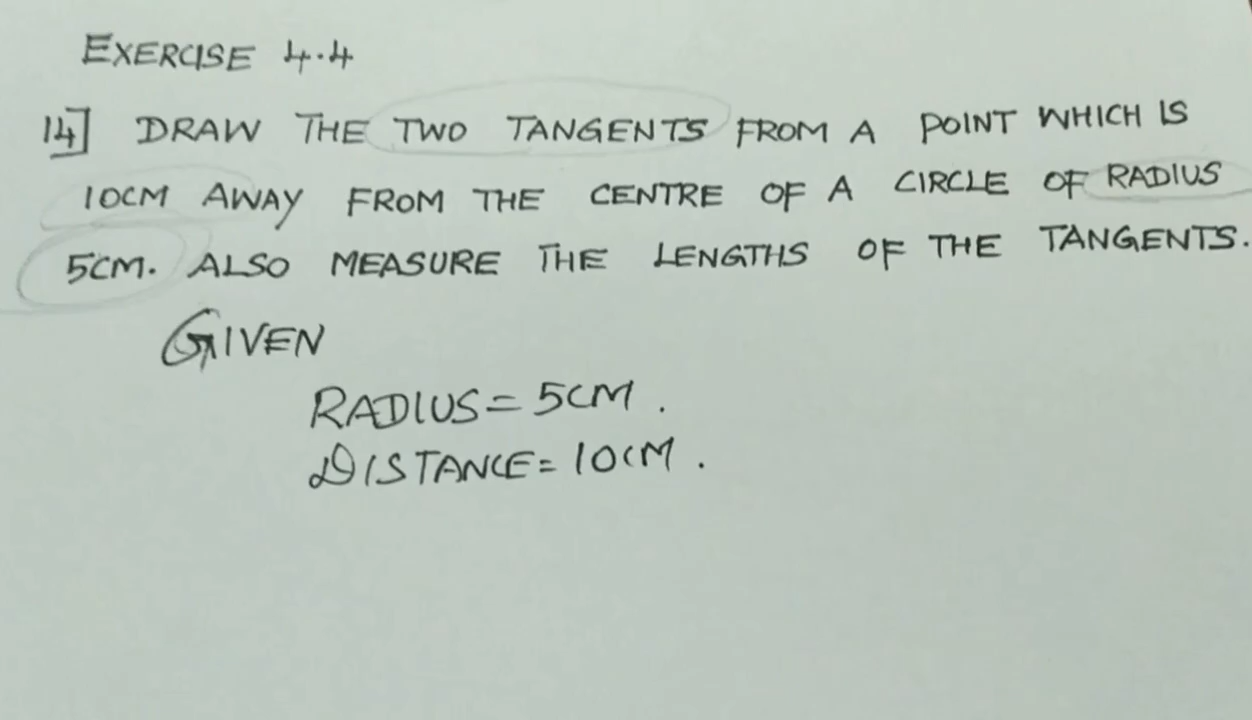 EXERCISE 4.4
14] DRAW THE TWO TANGENTS FROM A POINT WHICH IS
10CM AWAY FROM THE CENTRE OF A CIRCLE OF RADIUS
5CM. ALSO MEASURE THE LENGTHS OF THE TANGENTS.
GIVEN
RADIUS = 5CM.
DISTANCE = 10CM.